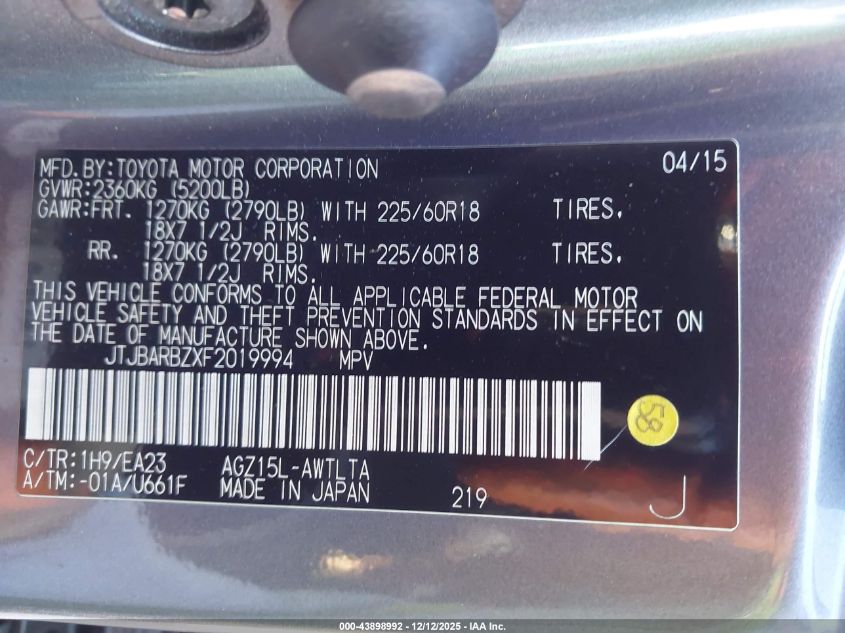 MFD.BY:TOYOTA MOTOR CORPORATION 04/15
GVWR:2360KG (5200LB)
GAWR:FRT. 1270KG (2790LB) WITH 225/60R18 TIRES.
18X7 1/2J RIMS.
RR. 1270KG (2790LB) WITH 225/60R18 TIRES.
18X7 1/2J RIMS.
THIS VEHICLE CONFORMS TO ALL APPLICABLE FEDERAL MOTOR
VEHICLE SAFETY AND THEFT PREVENTION STANDARDS IN EFFECT ON
THE DATE OF MANUFACTURE SHOWN ABOVE.
JTJBARBZXF2019994 MPV
58
C/TR:1H9/EA23 AGZ15L-AWTLTA
A/TM:-01A/U661F MADE IN JAPAN 219 J
000-43898992 - 12/12/2025 - IAA Inc.